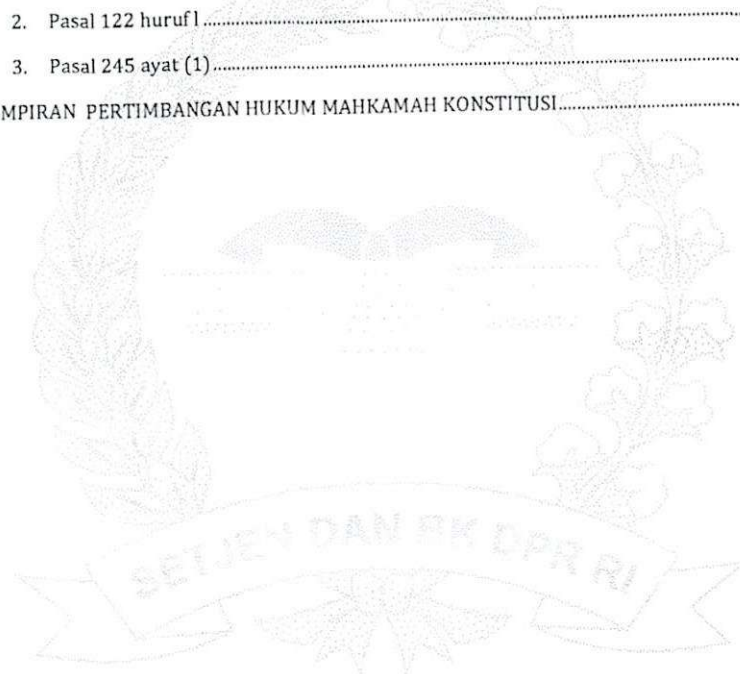 2. Pasal 122 huruf l
3. Pasal 245 ayat (1)
MPIRAN PERTIMBANGAN HUKUM MAHKAMAH KONSTITUSI
SETJEN DAN BK DPR RI